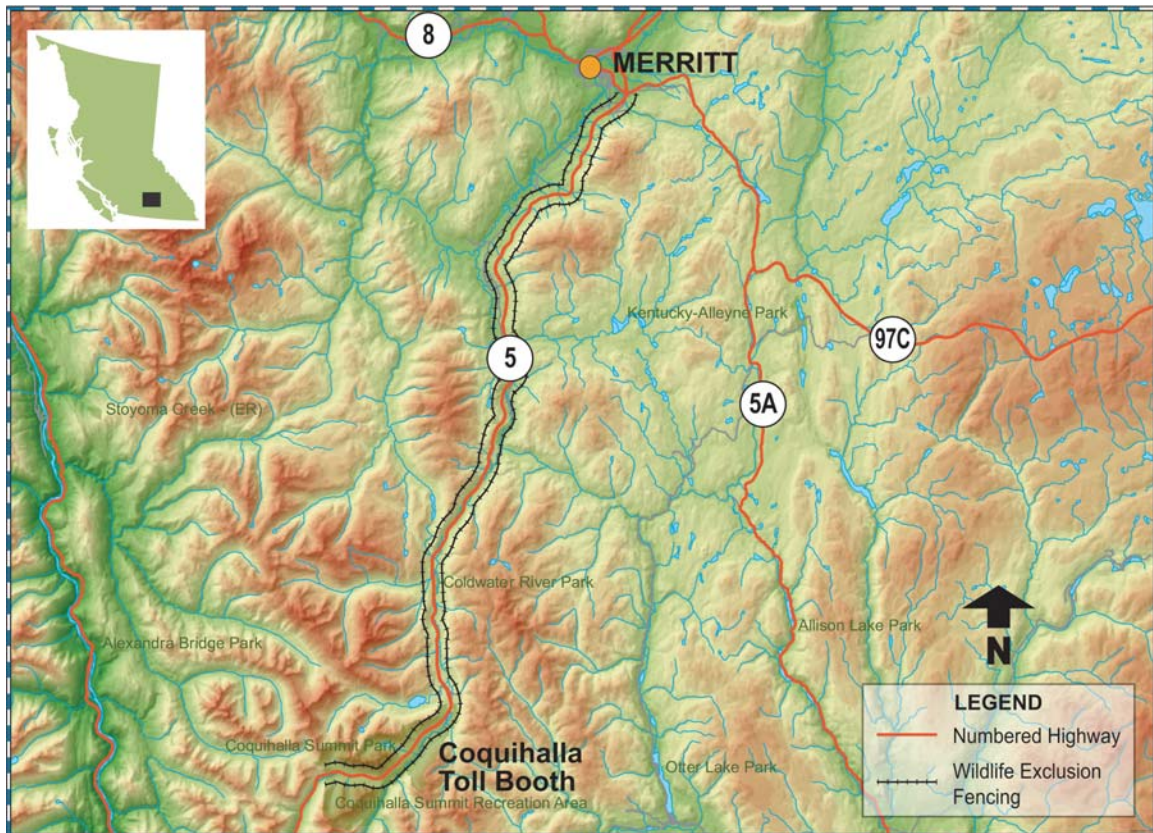 8
MERRITT
Kentucky-Alleyne Park
97C
5
5A
Stoyoma Creek - (ER)
Coldwater River Park
Allison Lake Park
Alexandra Bridge Park
N
LEGEND
Numbered Highway
Wildlife Exclusion
Fencing
Coquihalla Summit Park
Coquihalla
Toll Booth
Otter Lake Park
Coquihalla Summit Recreation Area